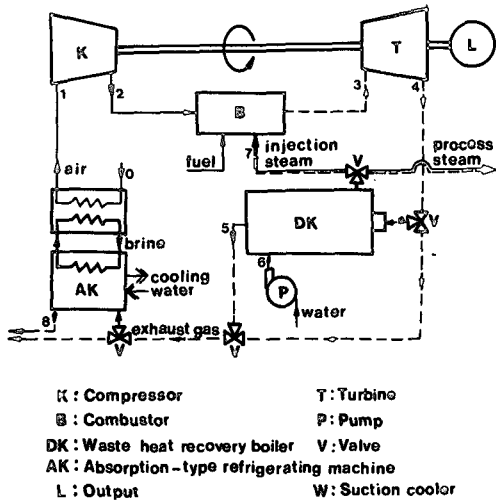 K
T
L
1
2
3
4
B
7
fuel
injection
steam
V
process
steam
air
0
5
DK
V
brine
6
AK
cooling
water
P
water
8
exhaust gas
V
V
K : Compressor
T : Turbine
B : Combustor
P : Pump
DK : Waste heat recovery boiler
V : Valve
AK : Absorption-type refrigerating machine
L : Output
W : Suction cooler